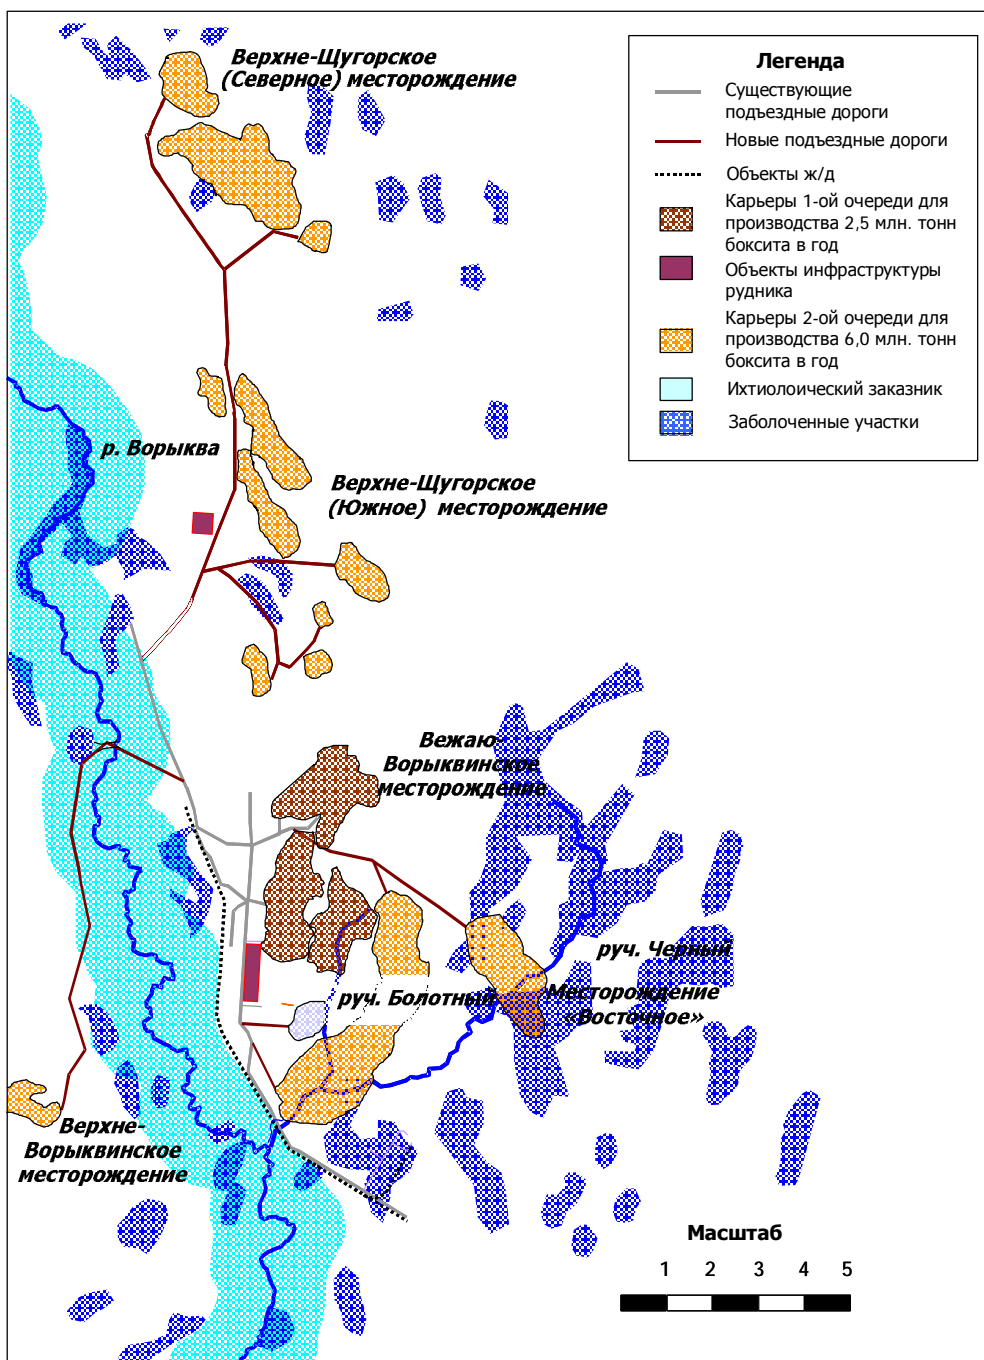 Верхне-Щугорское
(Северное) месторождение
Легенда
Существующие
подъездные дороги
Новые подъездные дороги
Объекты ж/д
Карьеры 1-ой очереди для
производства 2,5 млн. тонн
боксита в год
Объекты инфраструктуры
рудника
Карьеры 2-ой очереди для
производства 6,0 млн. тонн
боксита в год
Ихтиолоический заказник
Заболоченные участки
р. Ворыква
Верхне-Щугорское
(Южное) месторождение
Вежаю-
Ворыквинское
месторождение
руч. Черный
руч. Болотный
Месторождение
«Восточное»
Верхне-
Ворыквинское
месторождение
Масштаб
1 2 3 4 5